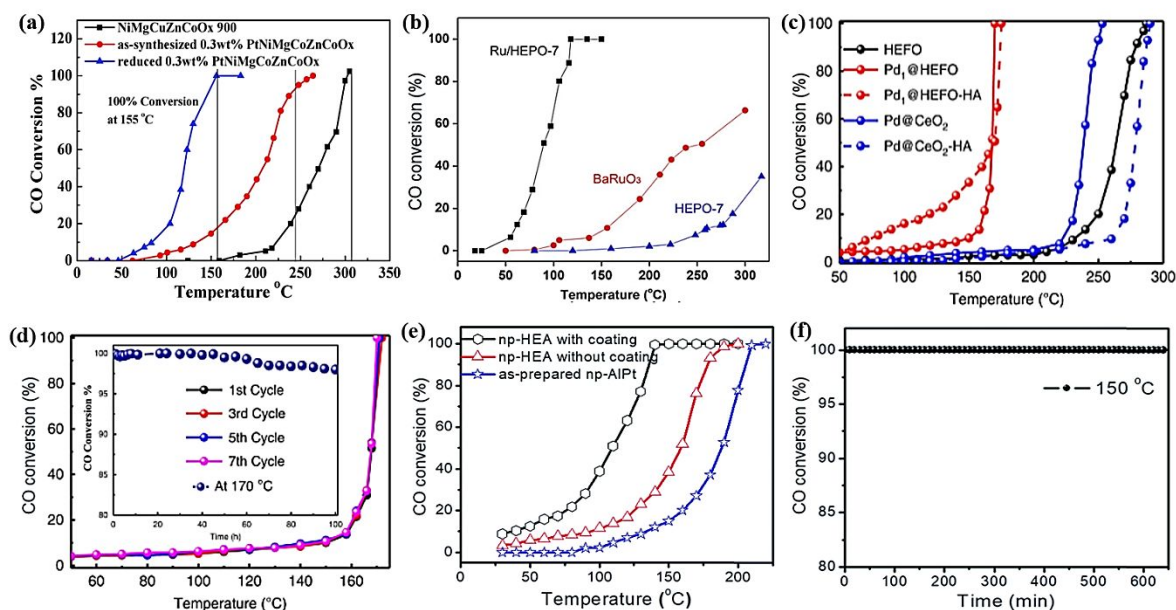 (a)
NiMgCuZnCoOx 900
as-synthesized 0.3wt% PtNiMgCoZnCoOx
reduced 0.3wt% PtNiMgCoZnCoOx
100% Conversion
at 155 °C
CO Conversion %
120
100
80
60
40
20
0
0 50 100 150 200 250 300 350
Temperature °C
(b)
Ru/HEPO-7
BaRuO3
HEPO-7
CO conversion (%)
100
80
60
40
20
0
0 50 100 150 200 250 300
Temperature (°C)
(c)
HEFO
Pd1@HEFO
Pd1@HEFO-HA
Pd@CeO2
Pd@CeO2-HA
CO conversion (%)
100
80
60
40
20
0
50 100 150 200 250 300
Temperature (°C)
(d)
CO conversion (%)
100
80
60
40
20
0
60 80 100 120 140 160
Temperature (°C)
CO Conversion %
100
95
90
85
80
0 10 20 30 40 50 60 70 80 90 100
Time (h)
1st Cycle
3rd Cycle
5th Cycle
7th Cycle
At 170 °C
(e)
np-HEA with coating
np-HEA without coating
as-prepared np-AlPt
CO conversion (%)
100
80
60
40
20
0
50 100 150 200
Temperature (°C)
(f)
150 °C
CO conversion (%)
100
95
90
85
80
0 100 200 300 400 500 600
Time (min)